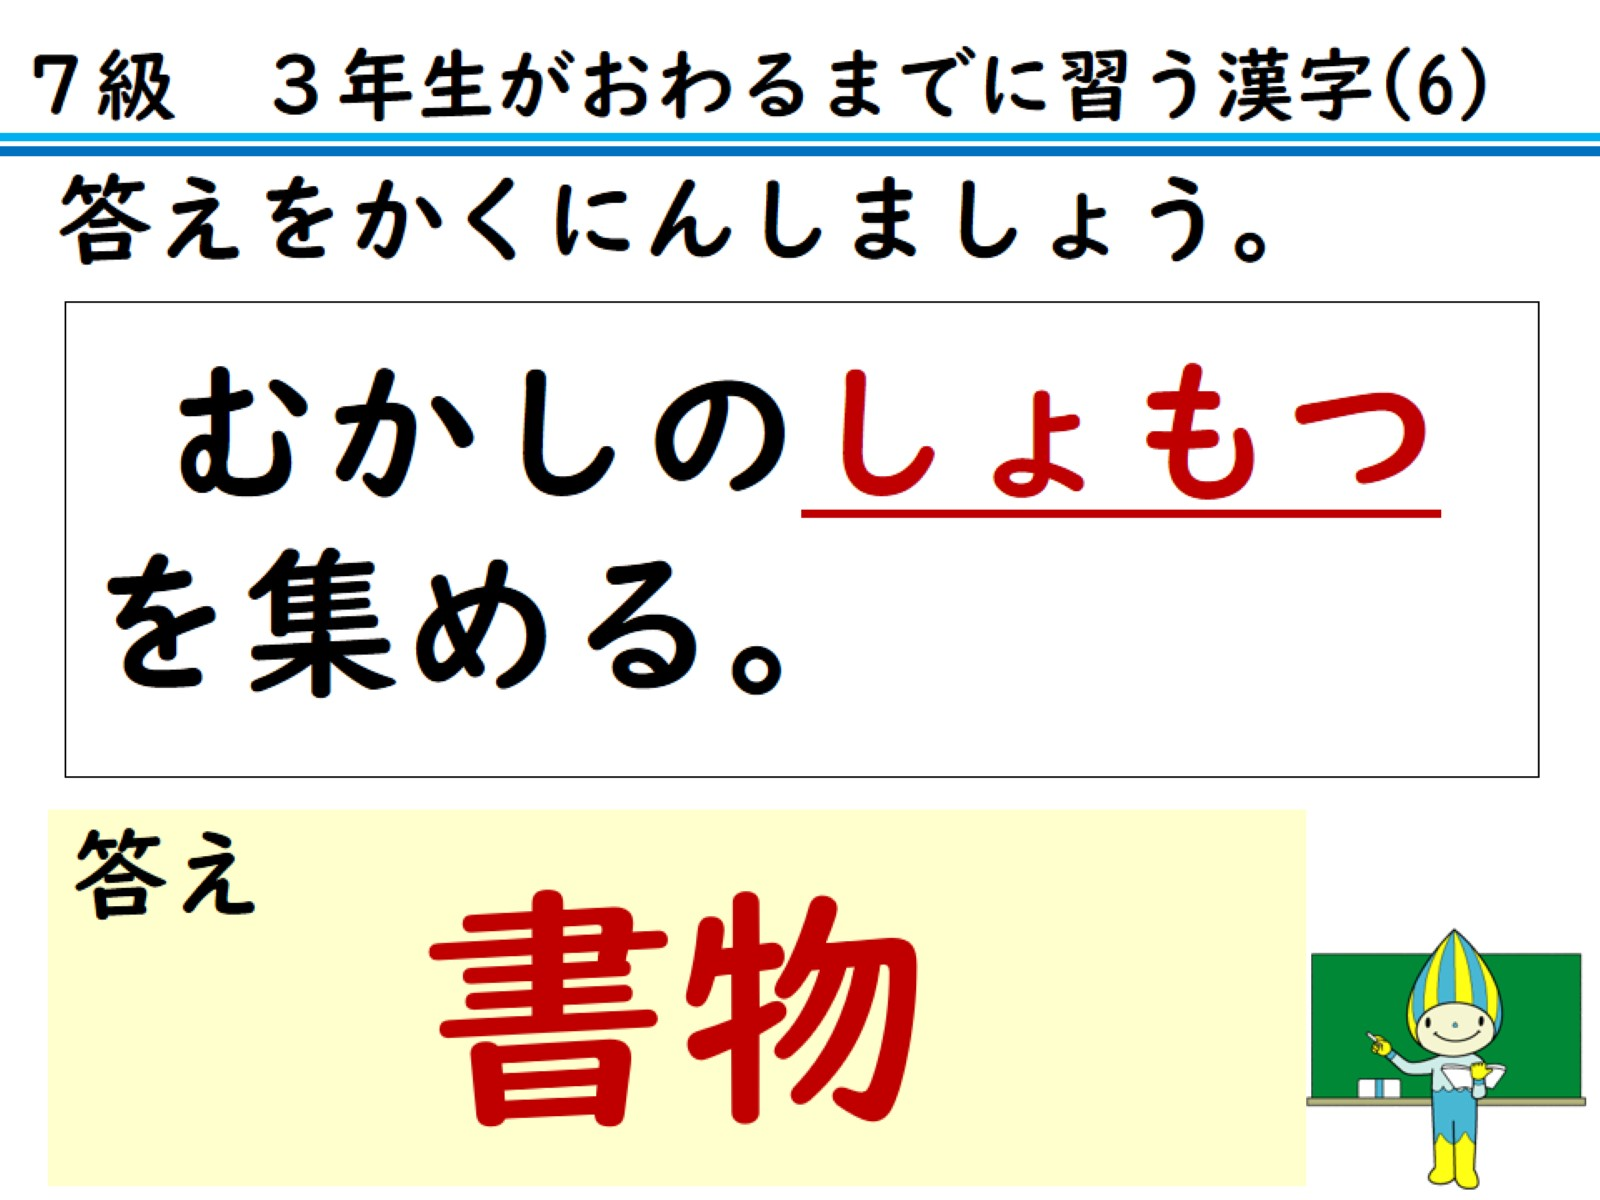 ７級　３年生がおわるまでに習う漢字(6)
答えをかくにんしましょう。
むかしのしょもつ
を集める。
答え
書物